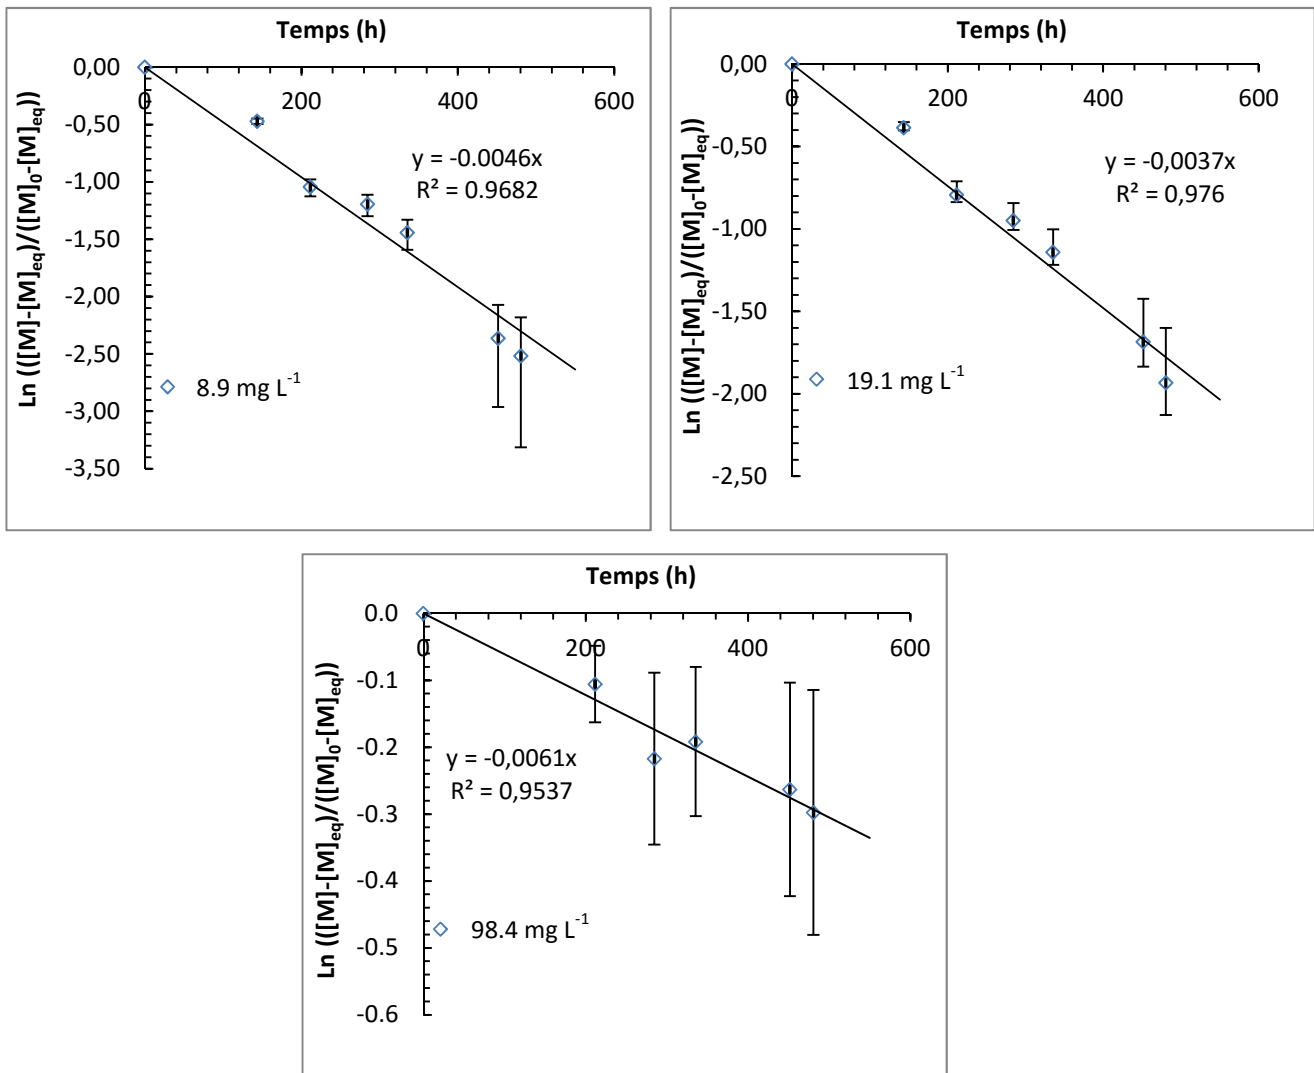 Temps (h)
0,00
-0,50
-1,00
-1,50
-2,00
-2,50
-3,00
-3,50
0 200 400 600
Ln (([M]-[M]eq)/([M]0-[M]eq))
y = -0.0046x
R² = 0.9682
8.9 mg L⁻¹
Temps (h)
0,00
-0,50
-1,00
-1,50
-2,00
-2,50
0 200 400 600
Ln (([M]-[M]eq)/([M]0-[M]eq))
y = -0,0037x
R² = 0,976
19.1 mg L⁻¹
Temps (h)
0.0
-0.1
-0.2
-0.3
-0.4
-0.5
-0.6
0 200 400 600
Ln (([M]-[M]eq)/([M]0-[M]eq))
y = -0,0061x
R² = 0,9537
98.4 mg L⁻¹